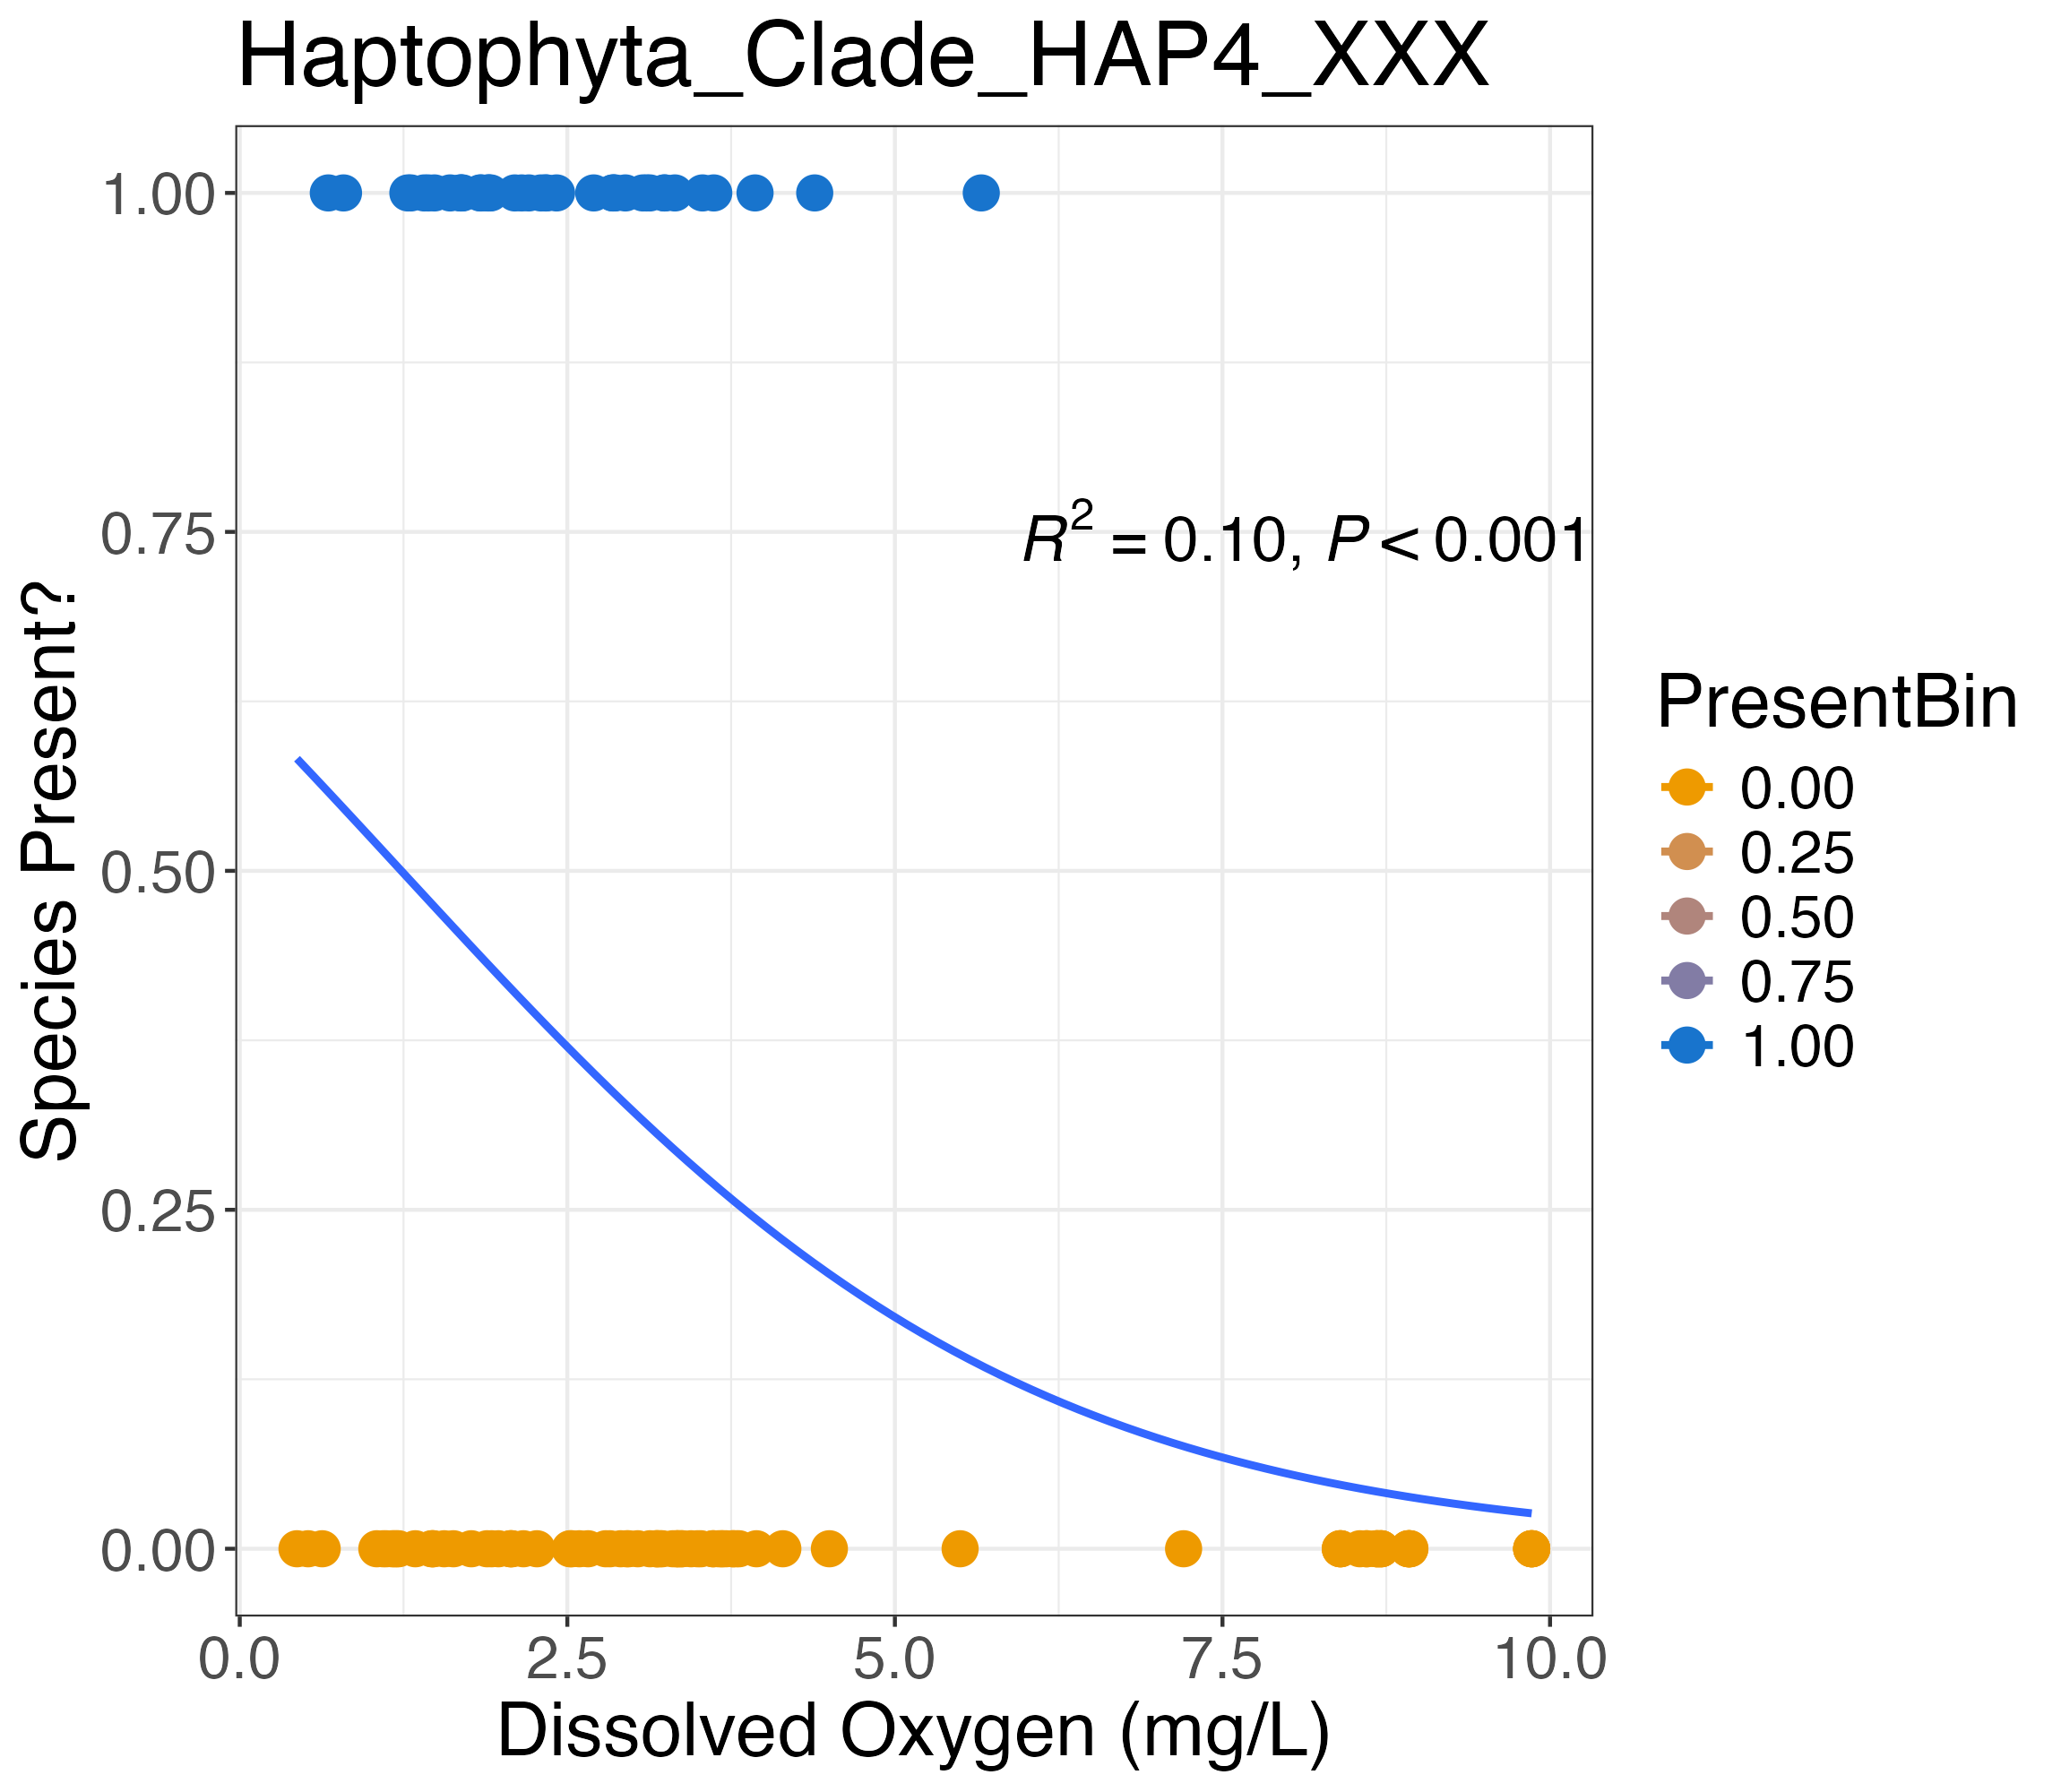 Haptophyta_Clade_HAP4_XXX
1.00
0.75
0.50
0.25
0.00
Species Present?
R² = 0.10, P < 0.001
0.0 2.5 5.0 7.5 10.0
Dissolved Oxygen (mg/L)
PresentBin
0.00
0.25
0.50
0.75
1.00